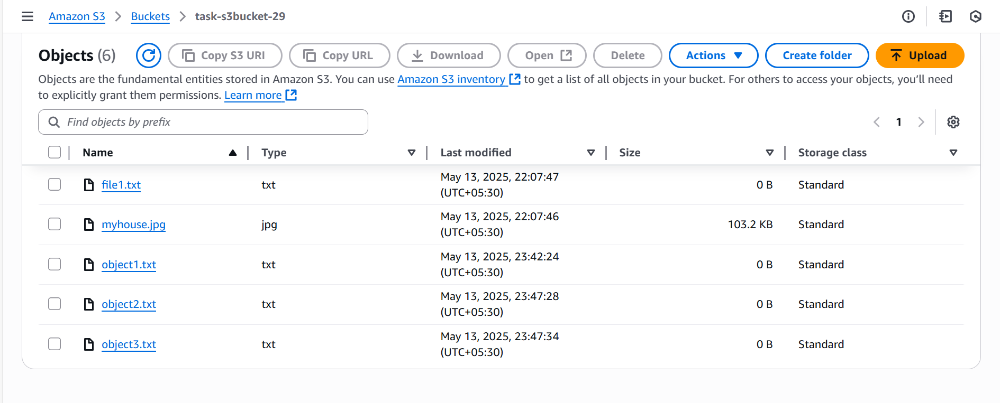 Amazon S3 > Buckets > task-s3bucket-29
Objects (6) Copy S3 URI Copy URL Download Open Delete Actions Create folder Upload
Objects are the fundamental entities stored in Amazon S3. You can use Amazon S3 inventory to get a list of all objects in your bucket. For others to access your objects, you’ll need
to explicitly grant them permissions. Learn more
Find objects by prefix 1
Name Type Last modified Size Storage class
file1.txt txt May 13, 2025, 22:07:47 (UTC+05:30) 0 B Standard
myhouse.jpg jpg May 13, 2025, 22:07:46 (UTC+05:30) 103.2 KB Standard
object1.txt txt May 13, 2025, 23:42:24 (UTC+05:30) 0 B Standard
object2.txt txt May 13, 2025, 23:47:28 (UTC+05:30) 0 B Standard
object3.txt txt May 13, 2025, 23:47:34 (UTC+05:30) 0 B Standard